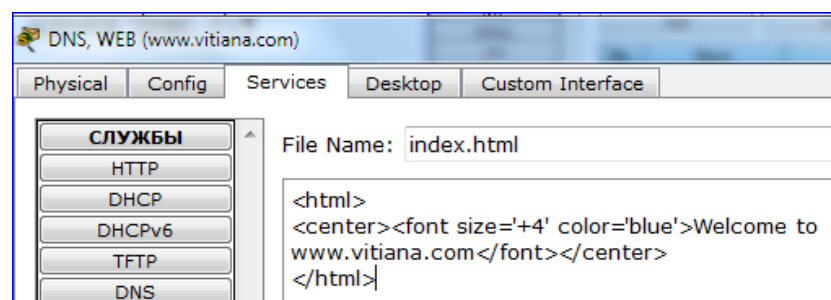 DNS, WEB (www.vitiana.com)
Physical Config Services Desktop Custom Interface
СЛУЖБЫ
HTTP
DHCP
DHCPv6
TFTP
DNS
File Name: index.html
<html>
<center><font size='+4' color='blue'>Welcome to
www.vitiana.com</font></center>
</html>